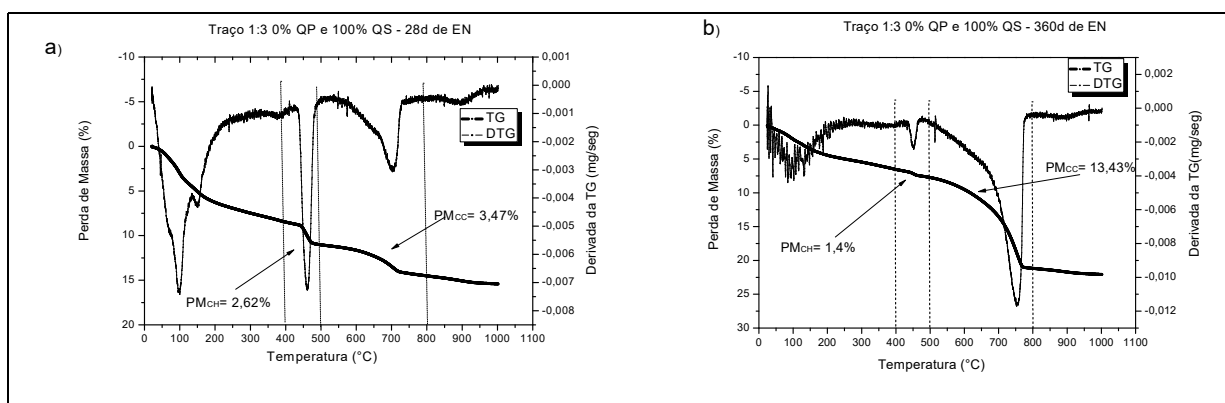 a)
Traço 1:3 0% QP e 100% QS - 28d de EN
Perda de Massa (%)
-10
-5
0
5
10
15
20
0 100 200 300 400 500 600 700 800 900 1000 1100
Temperatura (°C)
TG
DTG
PMCC= 3,47%
PMCH= 2,62%
0,001
0,000
-0,001
-0,002
-0,003
-0,004
-0,005
-0,006
-0,007
-0,008
Derivada da TG (mg/seg)
b)
Traço 1:3 0% QP e 100% QS - 360d de EN
Perda de Massa (%)
-10
-5
0
5
10
15
20
25
30
0 100 200 300 400 500 600 700 800 900 1000 1100
Temperatura (°C)
TG
DTG
PMCC= 13,43%
PMCH= 1,4%
0,002
0,000
-0,002
-0,004
-0,006
-0,008
-0,010
-0,012
Derivada da TG(mg/seg)